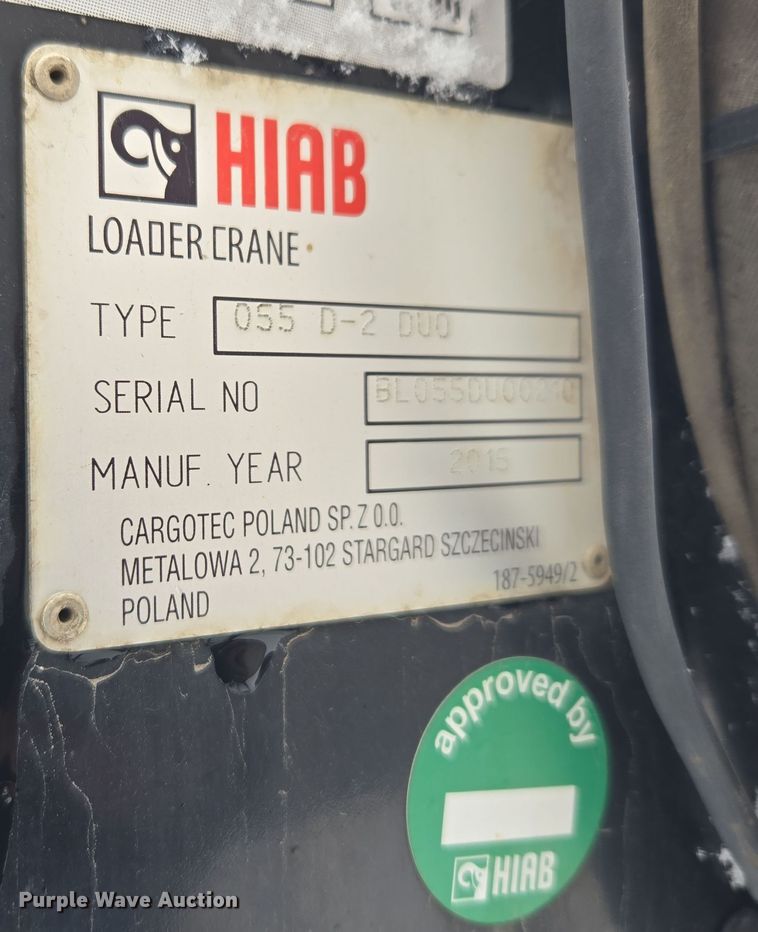 HIAB
LOADER CRANE
TYPE 055 D-2 DUO
SERIAL NO
MANUF. YEAR 2015
CARGOTEC POLAND SP. Z O.O.
METALOWA 2, 73-102 STARGARD SZCZECINSKI
POLAND
187-5949/2
approved by
HIAB
Purple Wave Auction